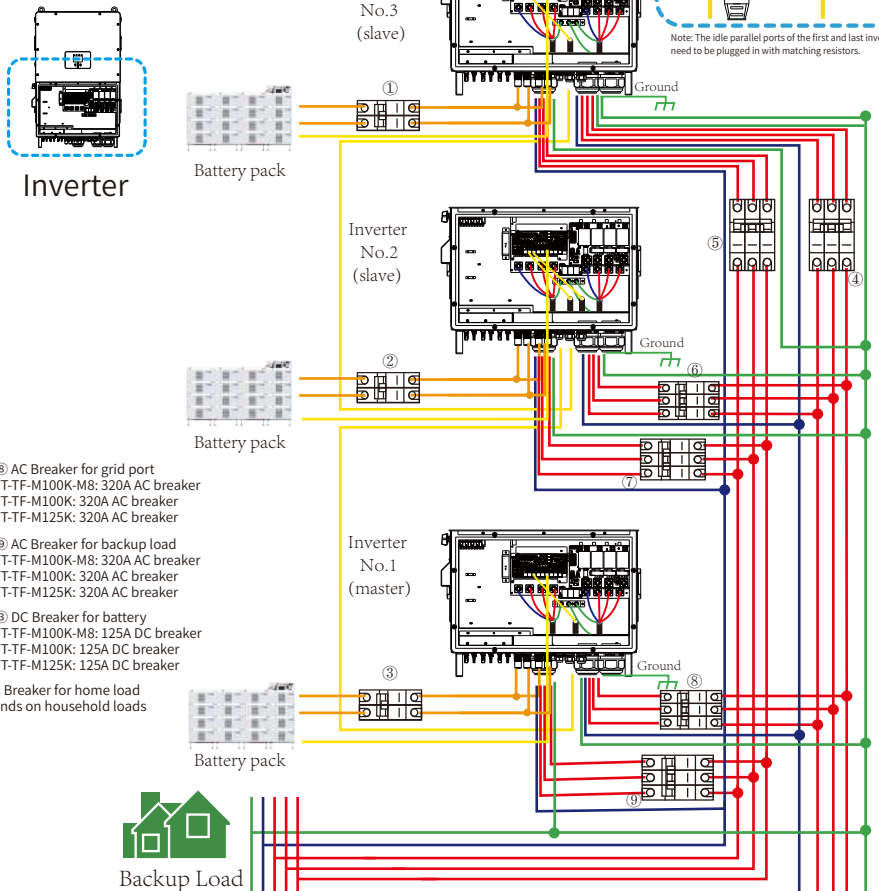 No.3
(slave)
Note: The idle parallel ports of the first and last
need to be plugged in with matching resistors.
Ground
①
Battery pack
Inverter
Inverter
No.2
(slave)
⑤
④
Ground
②
⑥
Battery pack
⑦
⑧ AC Breaker for grid port
T-TF-M100K-M8: 320A AC breaker
T-TF-M100K: 320A AC breaker
T-TF-M125K: 320A AC breaker
⑨ AC Breaker for backup load
T-TF-M100K-M8: 320A AC breaker
T-TF-M100K: 320A AC breaker
T-TF-M125K: 320A AC breaker
③ DC Breaker for battery
T-TF-M100K-M8: 125A DC breaker
T-TF-M100K: 125A DC breaker
T-TF-M125K: 125A DC breaker
Breaker for home load
nds on household loads
Inverter
No.1
(master)
Ground
③
⑧
Battery pack
⑨
Backup Load